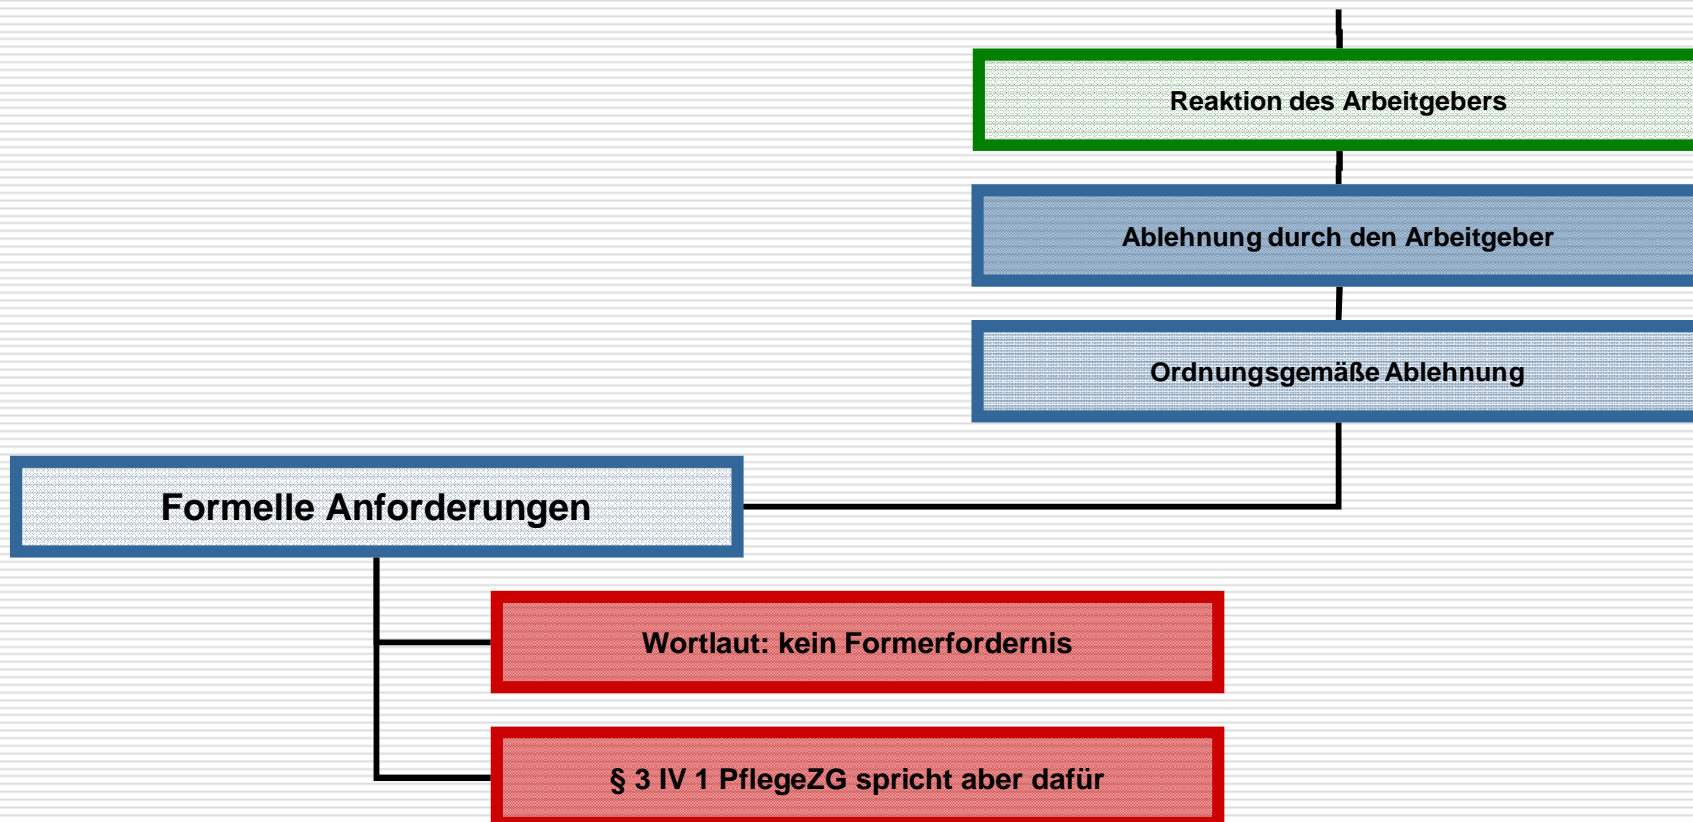 Reaktion des Arbeitgebers
Ablehnung durch den Arbeitgeber
Ordnungsgemäße Ablehnung
Formelle Anforderungen
Wortlaut: kein Formerfordernis
§ 3 IV 1 PflegeZG spricht aber dafür